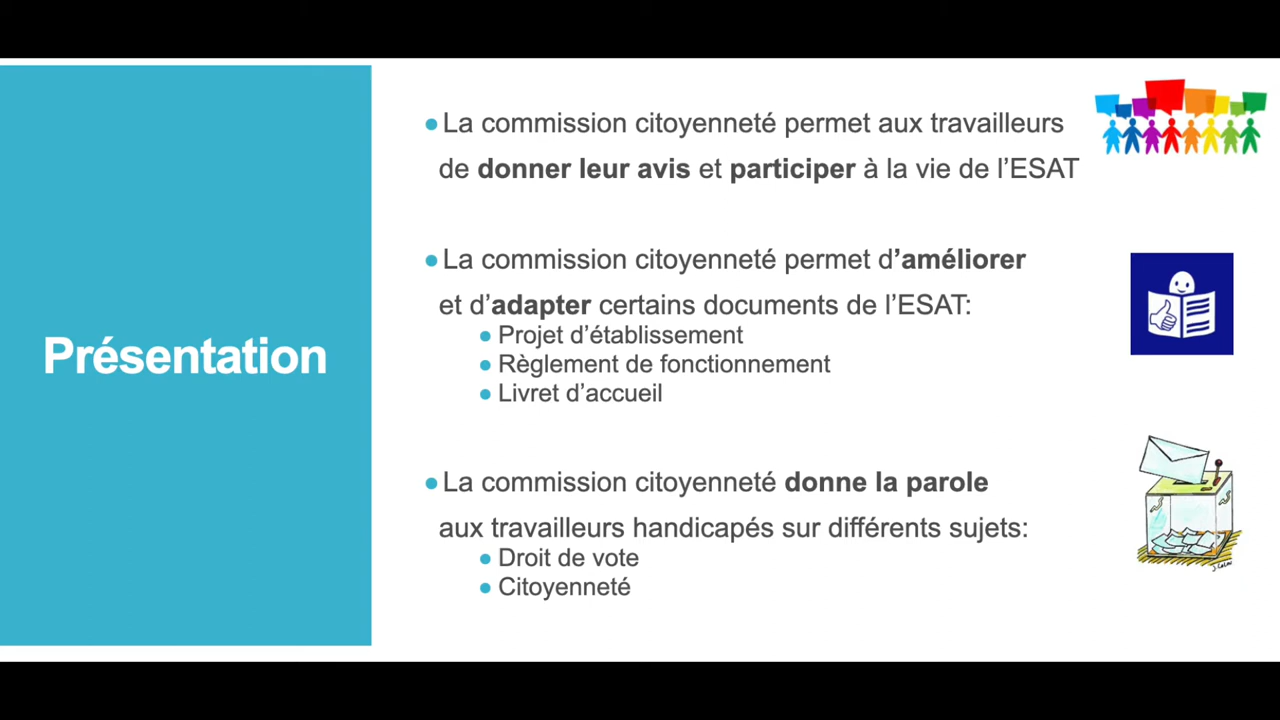 Présentation
●La commission citoyenneté permet aux travailleurs
de donner leur avis et participer à la vie de l’ESAT
●La commission citoyenneté permet d’améliorer
et d’adapter certains documents de l’ESAT:
●Projet d’établissement
●Règlement de fonctionnement
●Livret d’accueil
●La commission citoyenneté donne la parole
aux travailleurs handicapés sur différents sujets:
●Droit de vote
●Citoyenneté